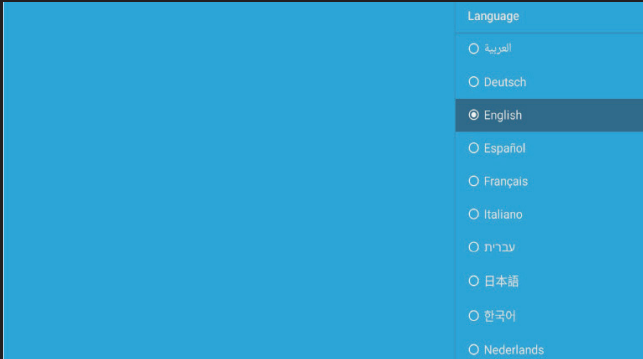 Language
العربية
Deutsch
English
Español
Français
Italiano
עברית
日本語
한국어
Nederlands